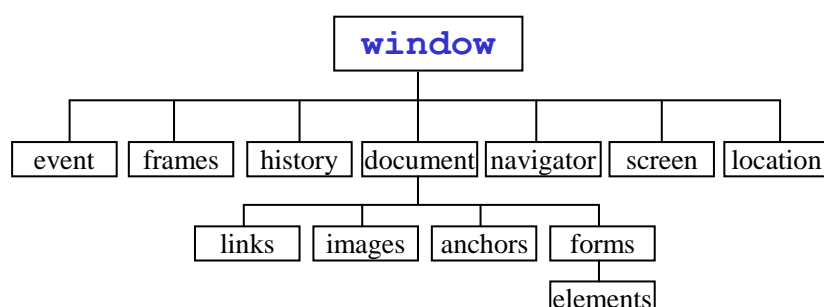 window
event frames history document navigator screen location
links images anchors forms
elements